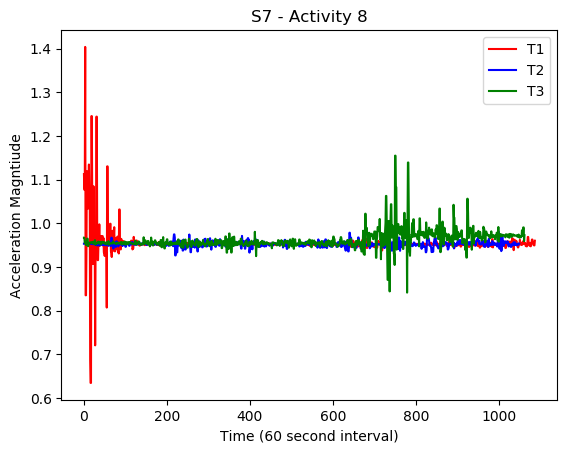 S7 - Activity 8
T1
T2
T3
1.4
1.3
1.2
1.1
1.0
0.9
0.8
0.7
0.6
Acceleration Magntiude
0 200 400 600 800 1000
Time (60 second interval)